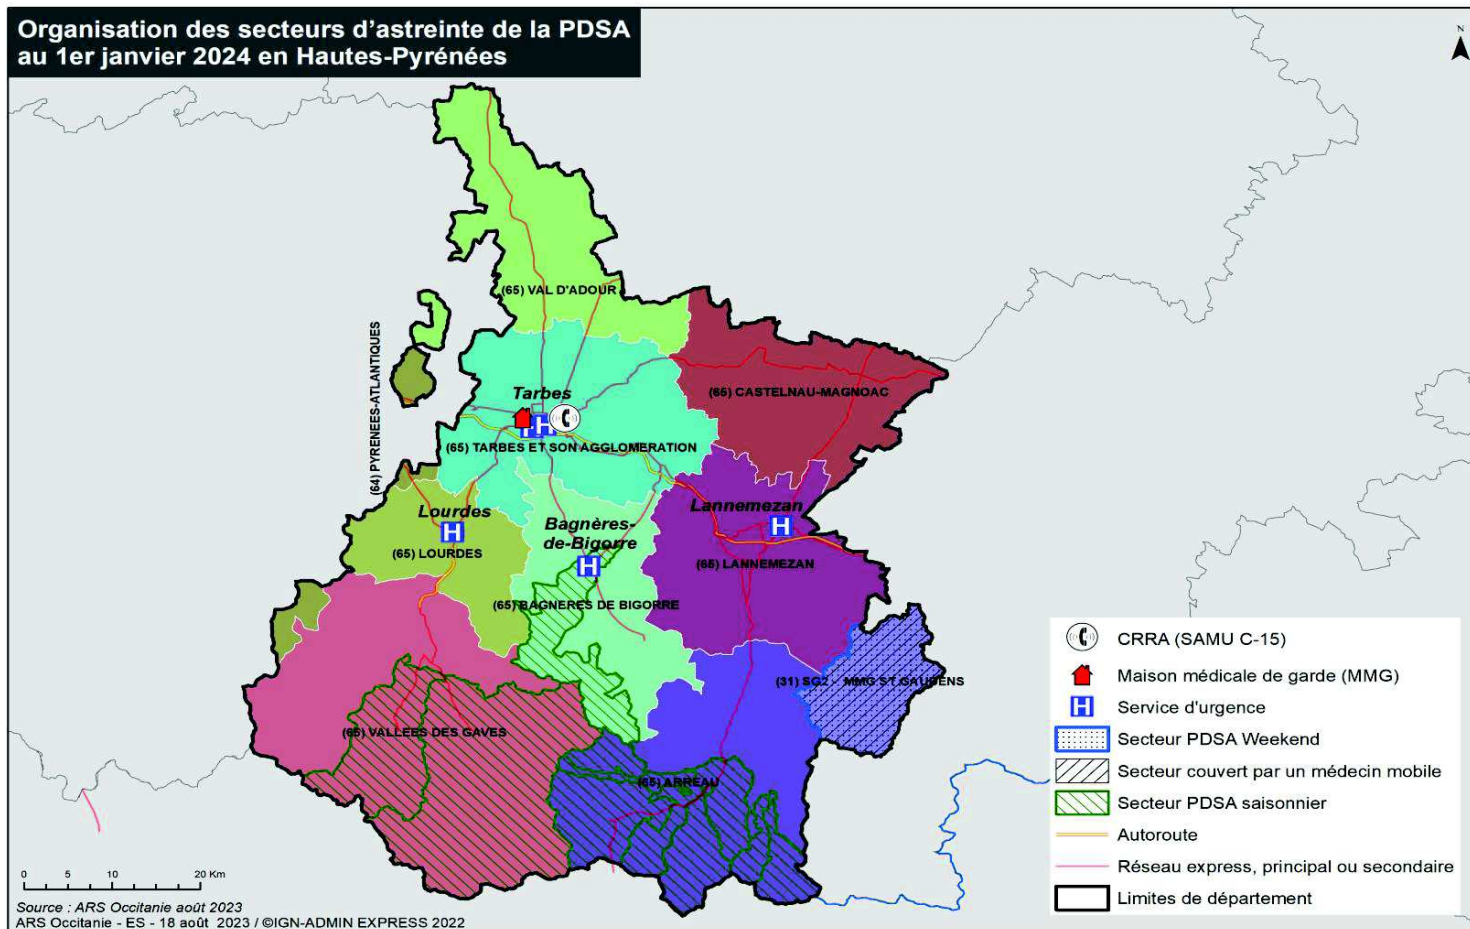 Organisation des secteurs d'astreinte de la PDSA
au 1er janvier 2024 en Hautes-Pyrénées
N
(65) VAL D'ADOUR
(64) PYRENEES-ATLANTIQUES
Tarbes
(65) CASTELNAU-MAGNOAC
(65) TARBES ET SON AGGLOMERATION
Lourdes
(65) LOURDES
Bagnères-
de-Bigorre
Lannemezan
(65) LANNEMEZAN
(65) BAGNERES DE BIGORRE
(31) SG2 - MMG ST GAUDENS
(65) VALLEES DES GAVES
(65) ARREAU
CRRA (SAMU C-15)
Maison médicale de garde (MMG)
H Service d'urgence
Secteur PDSA Weekend
Secteur couvert par un médecin mobile
Secteur PDSA saisonnier
Autoroute
Réseau express, principal ou secondaire
Limites de département
0 5 10 20 Km
Source : ARS Occitanie août 2023
ARS Occitanie - ES - 18 août 2023 / ©IGN-ADMIN EXPRESS 2022